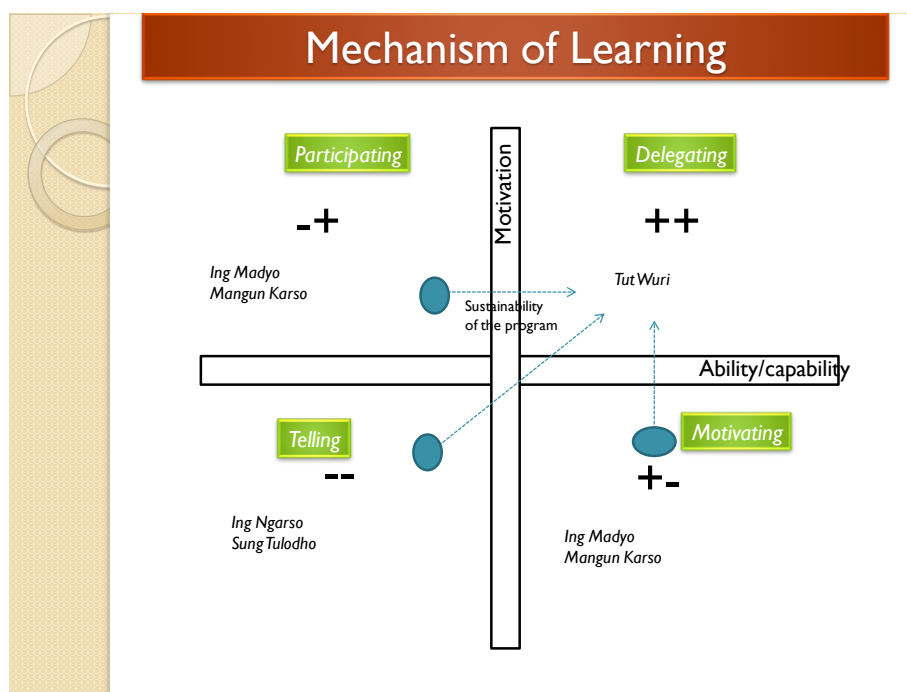 Mechanism of Learning
Participating
Motivation
Delegating
-+
++
Ing Madyo
Mangun Karso
Tut Wuri
Sustainability
of the program
Ability/capability
Telling
Motivating
--
+-
Ing Ngarso
Sung Tulodho
Ing Madyo
Mangun Karso